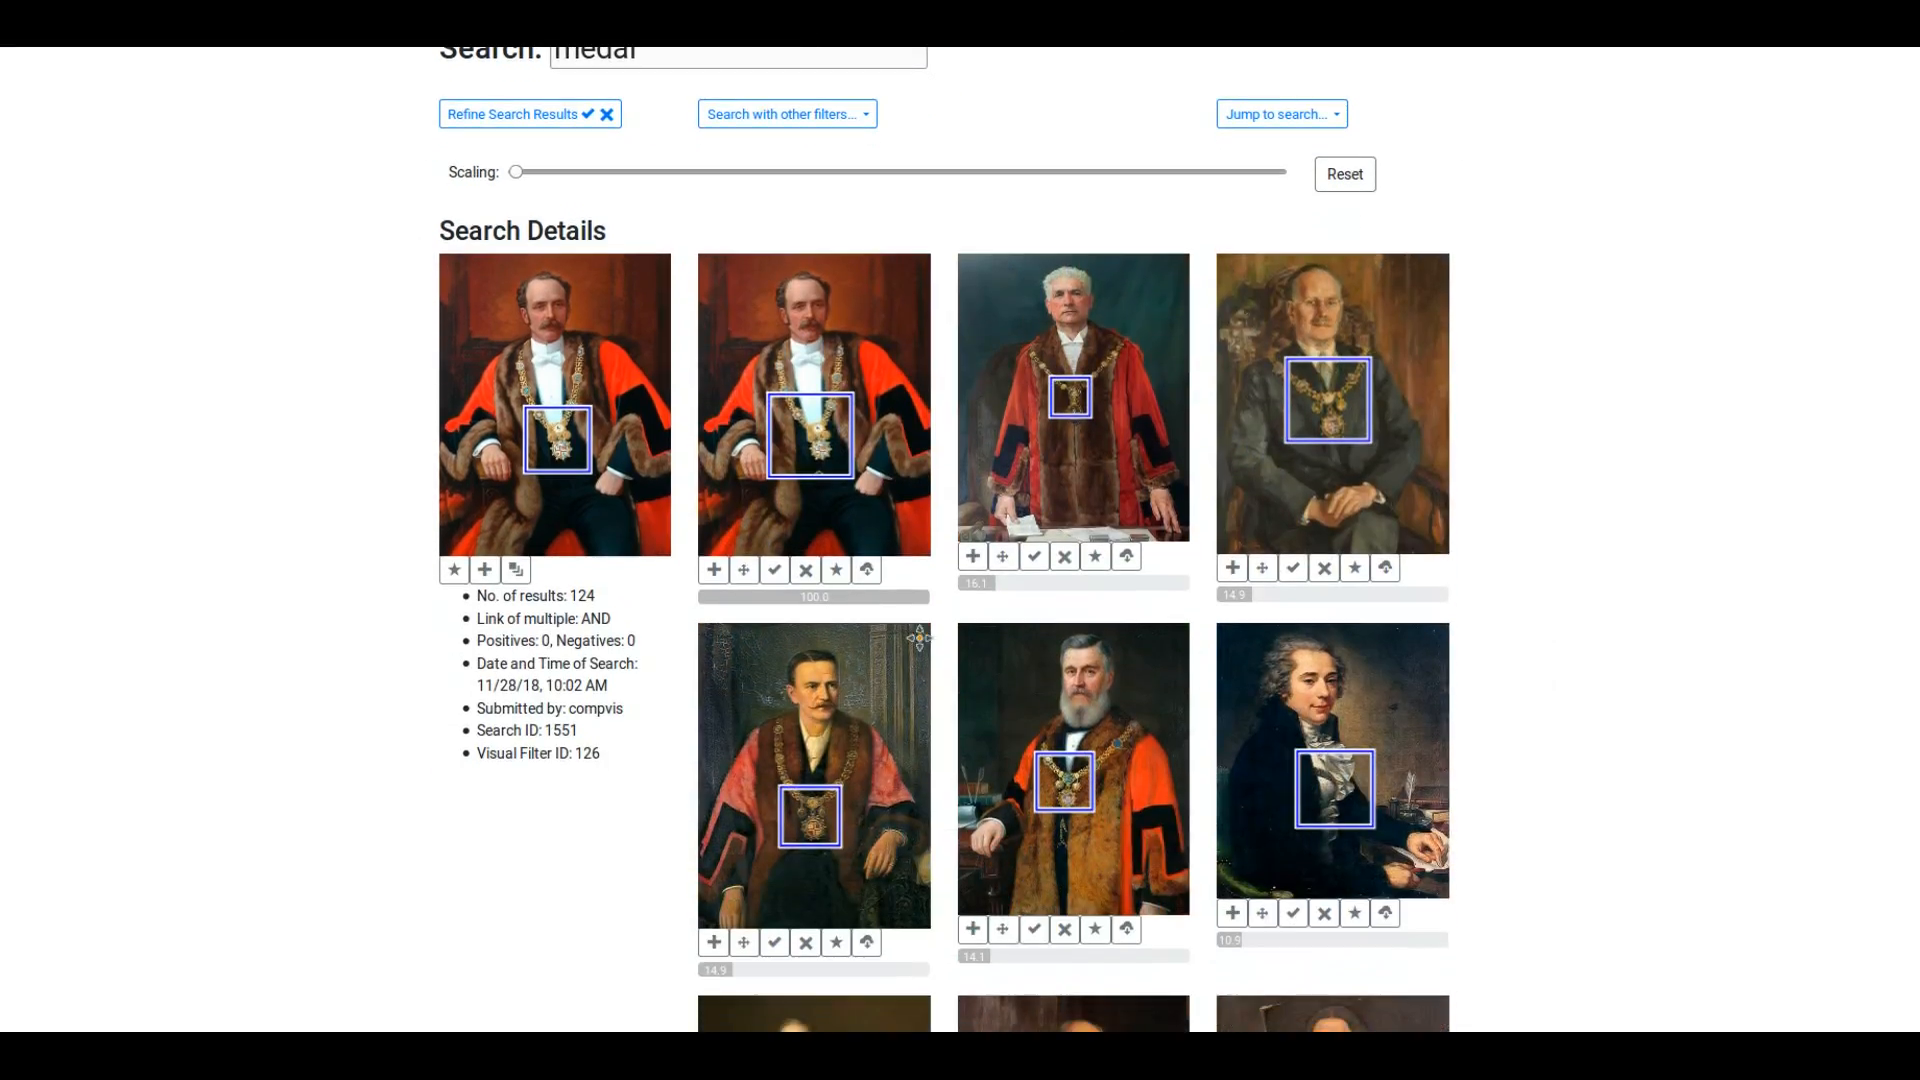 Search: medal
Refine Search Results
Search with other filters...
Jump to search...
Scaling:
Reset
Search Details
100.0
16.1
14.9
No. of results: 124
Link of multiple: AND
Positives: 0, Negatives: 0
Date and Time of Search:
11/28/18, 10:02 AM
Submitted by: compvis
Search ID: 1551
Visual Filter ID: 126
14.9
14.1
10.9